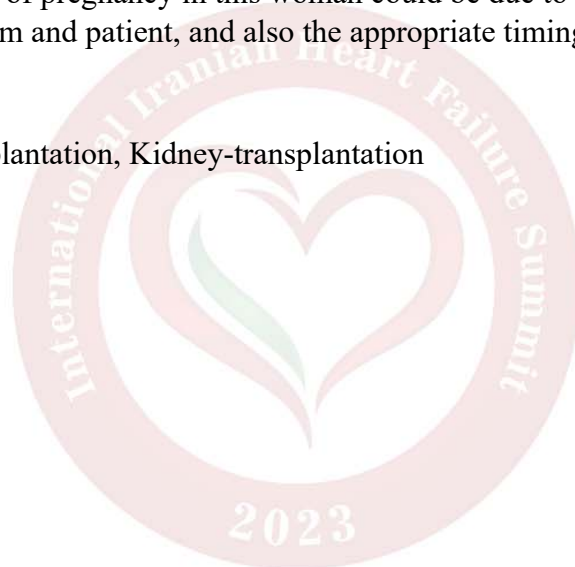 of pregnancy in this woman could be due to
m and patient, and also the appropriate timing
plantation, Kidney-transplantation
International Iranian Heart Failure Summit
2023